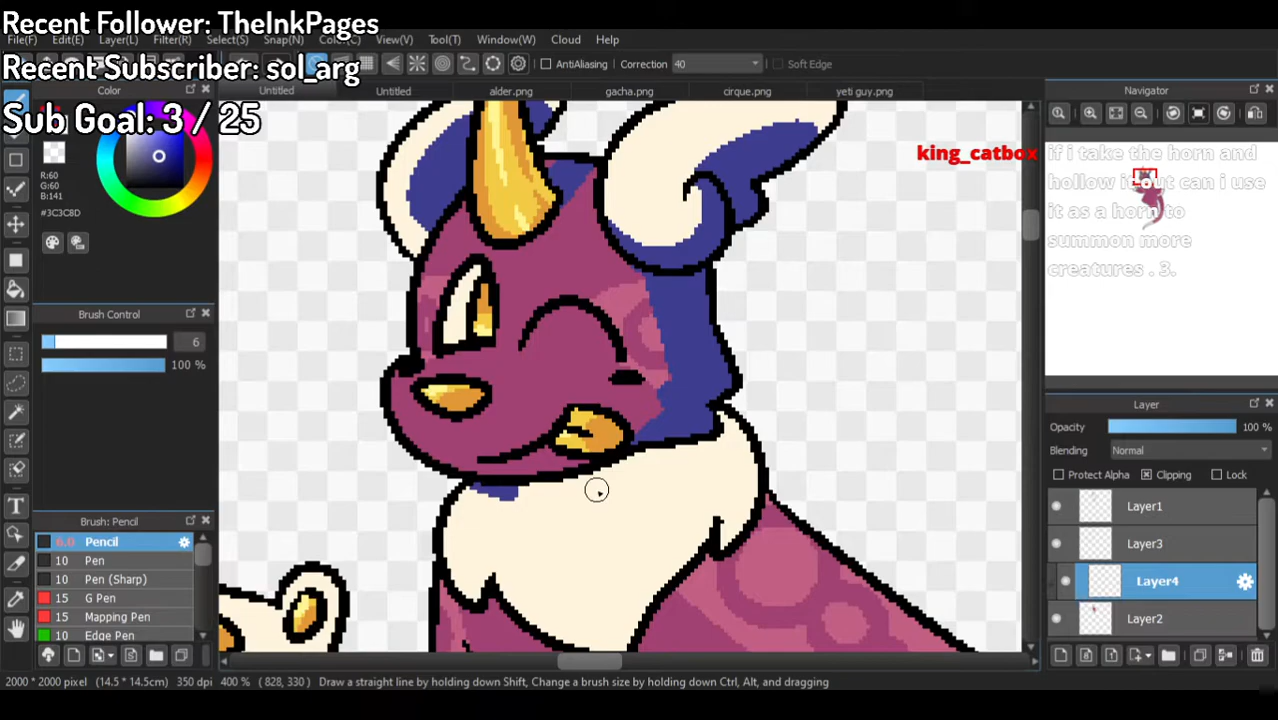 Recent Follower: TheInkPages
File(F) Edit(E) Layer(L) Filter(R) Select(S) Snap(N) Color(C) View(V) Tool(T) Window(W) Cloud Help
Recent Subscriber: sol_arg
AntiAliasing Correction 40 Soft Edge
Color Untitled Untitled alder.png gacha.png cirque.png yeti guy.png Navigator
Sub Goal: 3 / 25
king_catbox if i take the horn and
hollow it out can i use
it as a horn to
summon more
creatures . 3.
R:60
G:60
B:141
#3C3C8D
Brush Control
6
100 %
Layer
Opacity 100 %
Blending Normal
Protect Alpha Clipping Lock
Layer1
Layer3
Layer4
Layer2
Brush: Pencil
6.0 Pencil
10 Pen
10 Pen (Sharp)
15 G Pen
15 Mapping Pen
10 Edge Pen
2000 * 2000 pixel (14.5 * 14.5cm) 350 dpi 400 % ( 828, 330 ) Draw a straight line by holding down Shift, Change a brush size by holding down Ctrl, Alt, and dragging